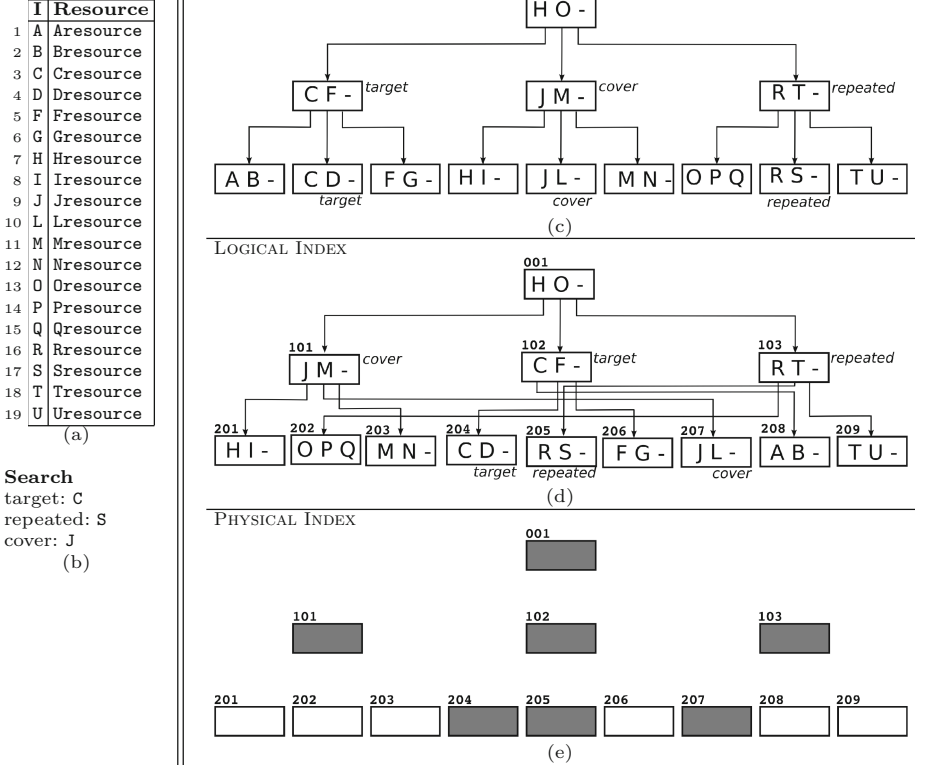 I Resource
1 A Aresource
2 B Bresource
3 C Cresource
4 D Dresource
5 F Fresource
6 G Gresource
7 H Hresource
8 I Iresource
9 J Jresource
10 L Lresource
11 M Mresource
12 N Nresource
13 O Oresource
14 P Presource
15 Q Qresource
16 R Rresource
17 S Sresource
18 T Tresource
19 U Uresource
(a)
Search
target: C
repeated: S
cover: J
(b)
H O -
C F - target J M - cover R T - repeated
A B - C D - F G - H I - J L - M N - O P Q R S - T U -
target cover repeated
(c)
LOGICAL INDEX
001
H O -
101 102 103
J M - cover C F - target R T - repeated
201 202 203 204 205 206 207 208 209
H I - O P Q M N - C D - R S - F G - J L - A B - T U -
target repeated cover
(d)
PHYSICAL INDEX
001
101 102 103
201 202 203 204 205 206 207 208 209
(e)